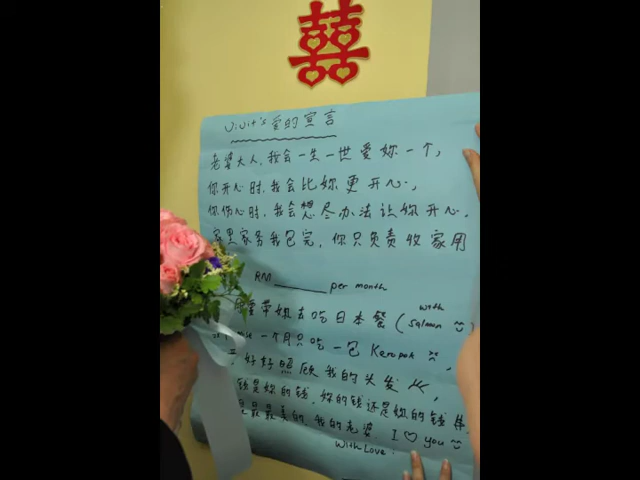 囍
ViVit's 爱的宣言
老婆大人,我会一生一世爱妳一个,
你开心时,我会比妳更开心,
你伤心时,我会想尽办法让你开心,
家里家务我包完,你只负责收家用
RM ______ per month
带妳去吃日本餐 (with Salmon
一个月只吃一包 Keropok
好好照顾我的头发
钱是妳的钱,妳的钱还是妳的钱
最最美的,我的老婆 I ♡ you
With Love: